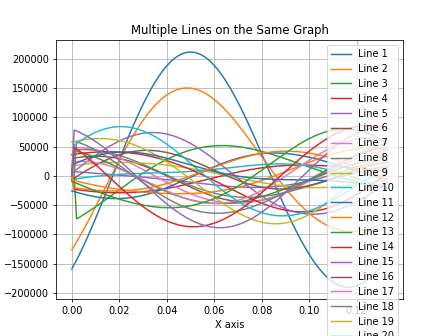 Multiple Lines on the Same Graph
200000
150000
100000
50000
0
−50000
−100000
−150000
−200000
0.00
0.02
0.04
0.06
0.08
0.10
X axis
Line 1
Line 2
Line 3
Line 4
Line 5
Line 6
Line 7
Line 8
Line 9
Line 10
Line 11
Line 12
Line 13
Line 14
Line 15
Line 16
Line 17
Line 18
Line 19
Line 20